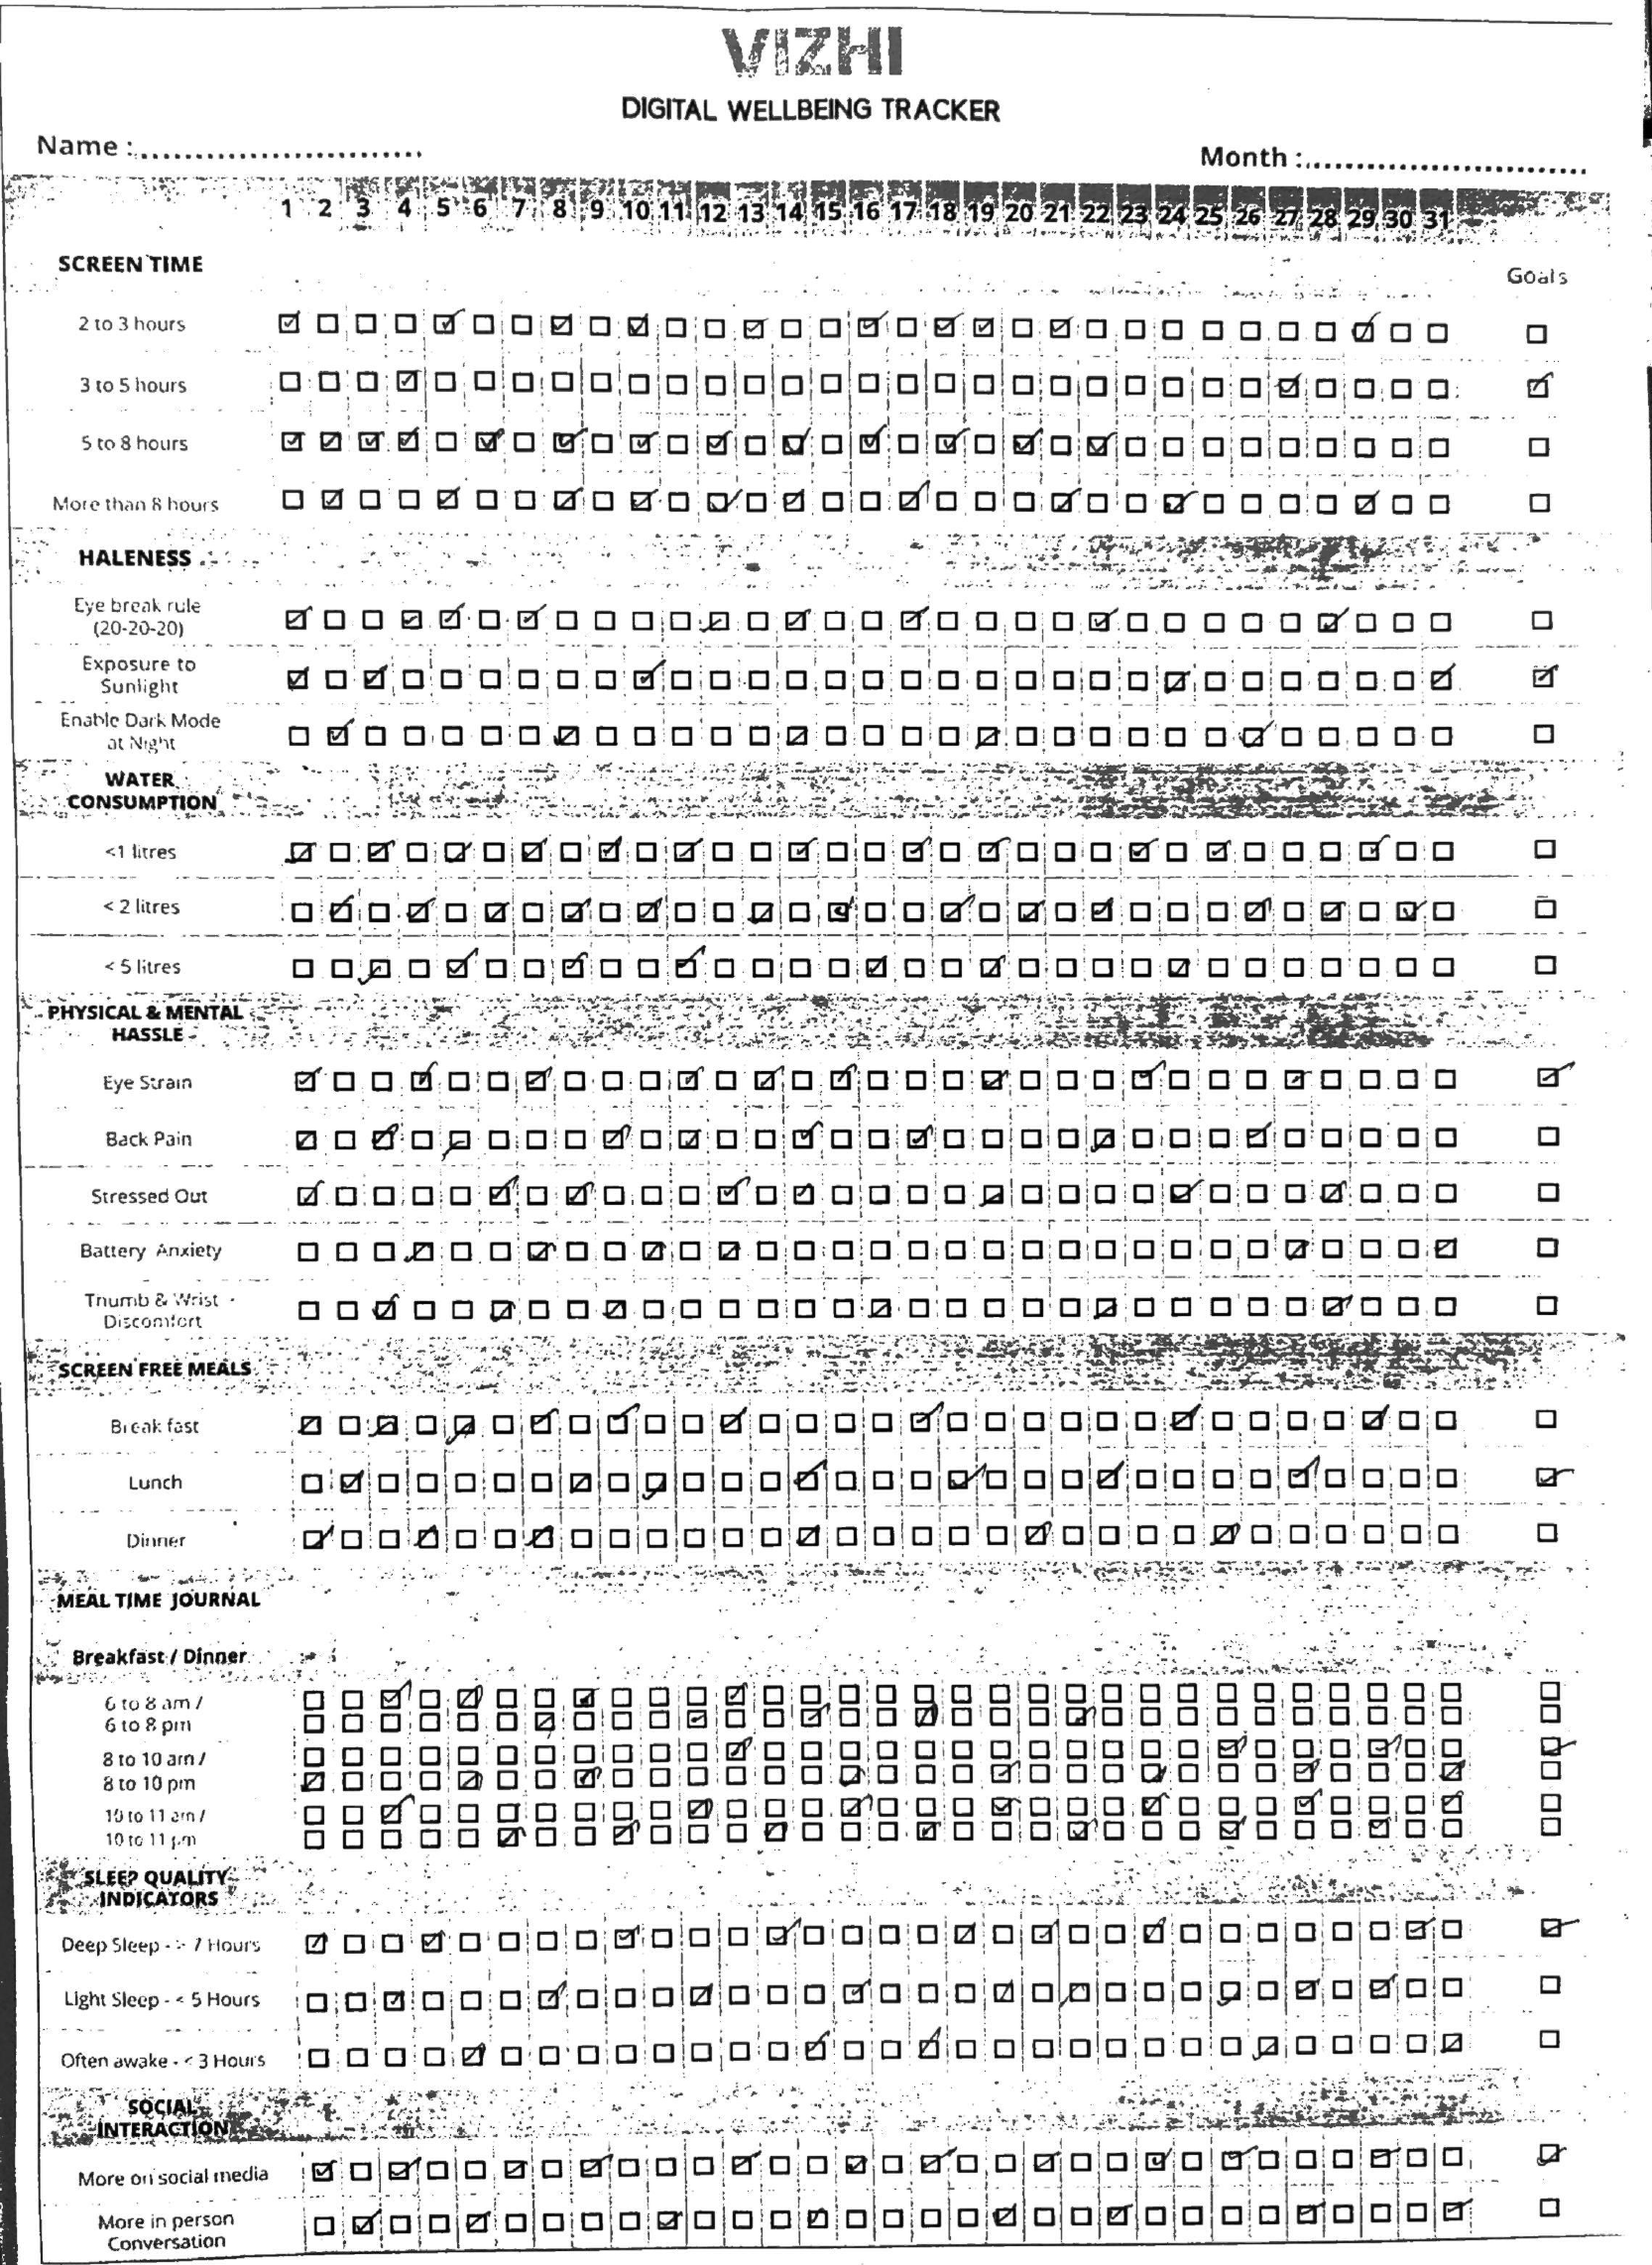 VIZHI
DIGITAL WELLBEING TRACKER
Name :..........................
Month :..........................
1 2 3 4 5 6 7 8 9 10 11 12 13 14 15 16 17 18 19 20 21 22 23 24 25 26 27 28 29 30 31
SCREEN TIME
Goals
2 to 3 hours
3 to 5 hours
5 to 8 hours
More than 8 hours
HALENESS
Eye break rule
(20-20-20)
Exposure to
Sunlight
Enable Dark Mode
at Night
WATER
CONSUMPTION
<1 litres
< 2 litres
< 5 litres
PHYSICAL & MENTAL
HASSLE
Eye Strain
Back Pain
Stressed Out
Battery Anxiety
Thumb & Wrist
Discomfort
SCREEN FREE MEALS
Break fast
Lunch
Dinner
MEAL TIME JOURNAL
Breakfast / Dinner
6 to 8 am /
6 to 8 pm
8 to 10 am /
8 to 10 pm
10 to 11 am /
10 to 11 pm
SLEEP QUALITY
INDICATORS
Deep Sleep - > 7 Hours
Light Sleep - < 5 Hours
Often awake - < 3 Hours
SOCIAL
INTERACTION
More on social media
More in person
Conversation